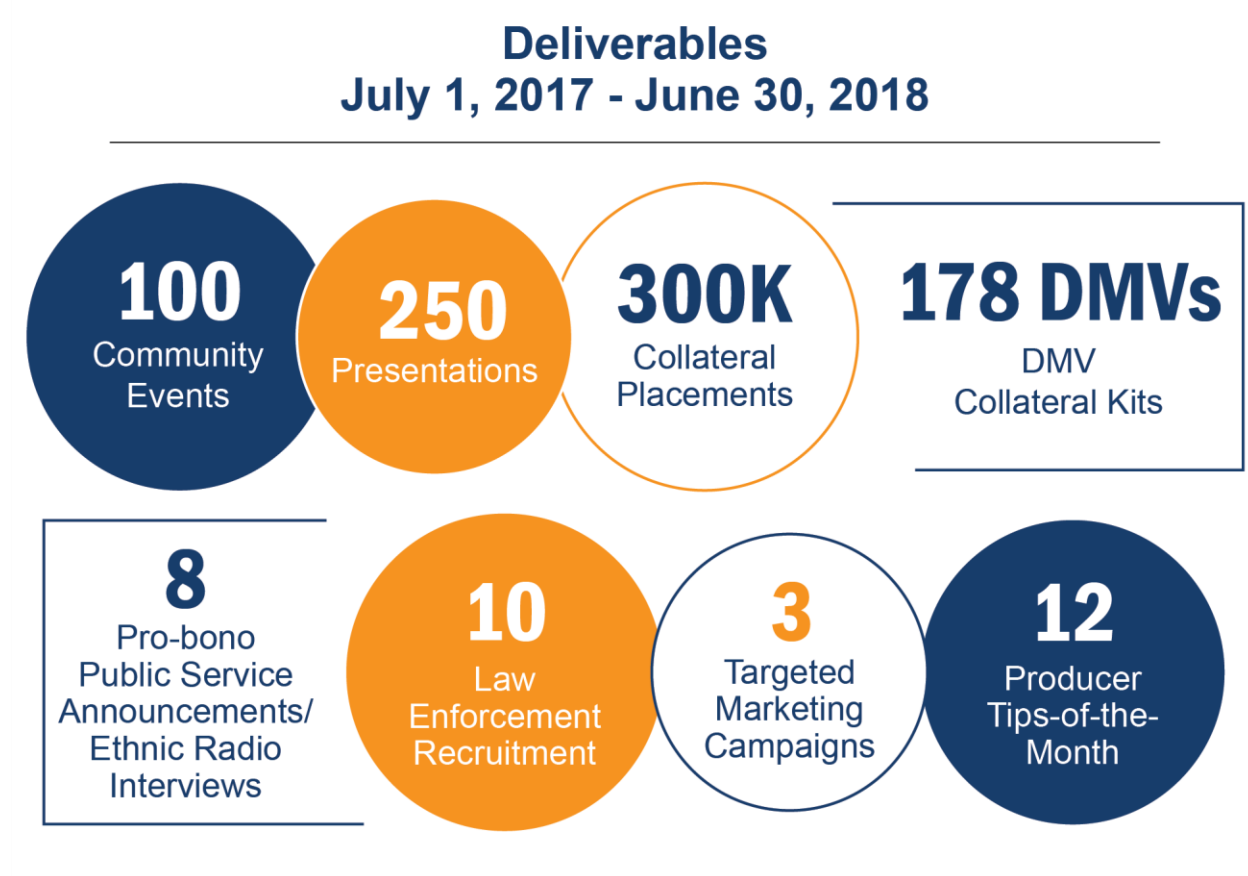 Deliverables
July 1, 2017 - June 30, 2018
100
Community
Events
250
Presentations
300K
Collateral
Placements
178 DMVs
DMV
Collateral Kits
8
Pro-bono
Public Service
Announcements/
Ethnic Radio
Interviews
10
Law
Enforcement
Recruitment
3
Targeted
Marketing
Campaigns
12
Producer
Tips-of-the-
Month